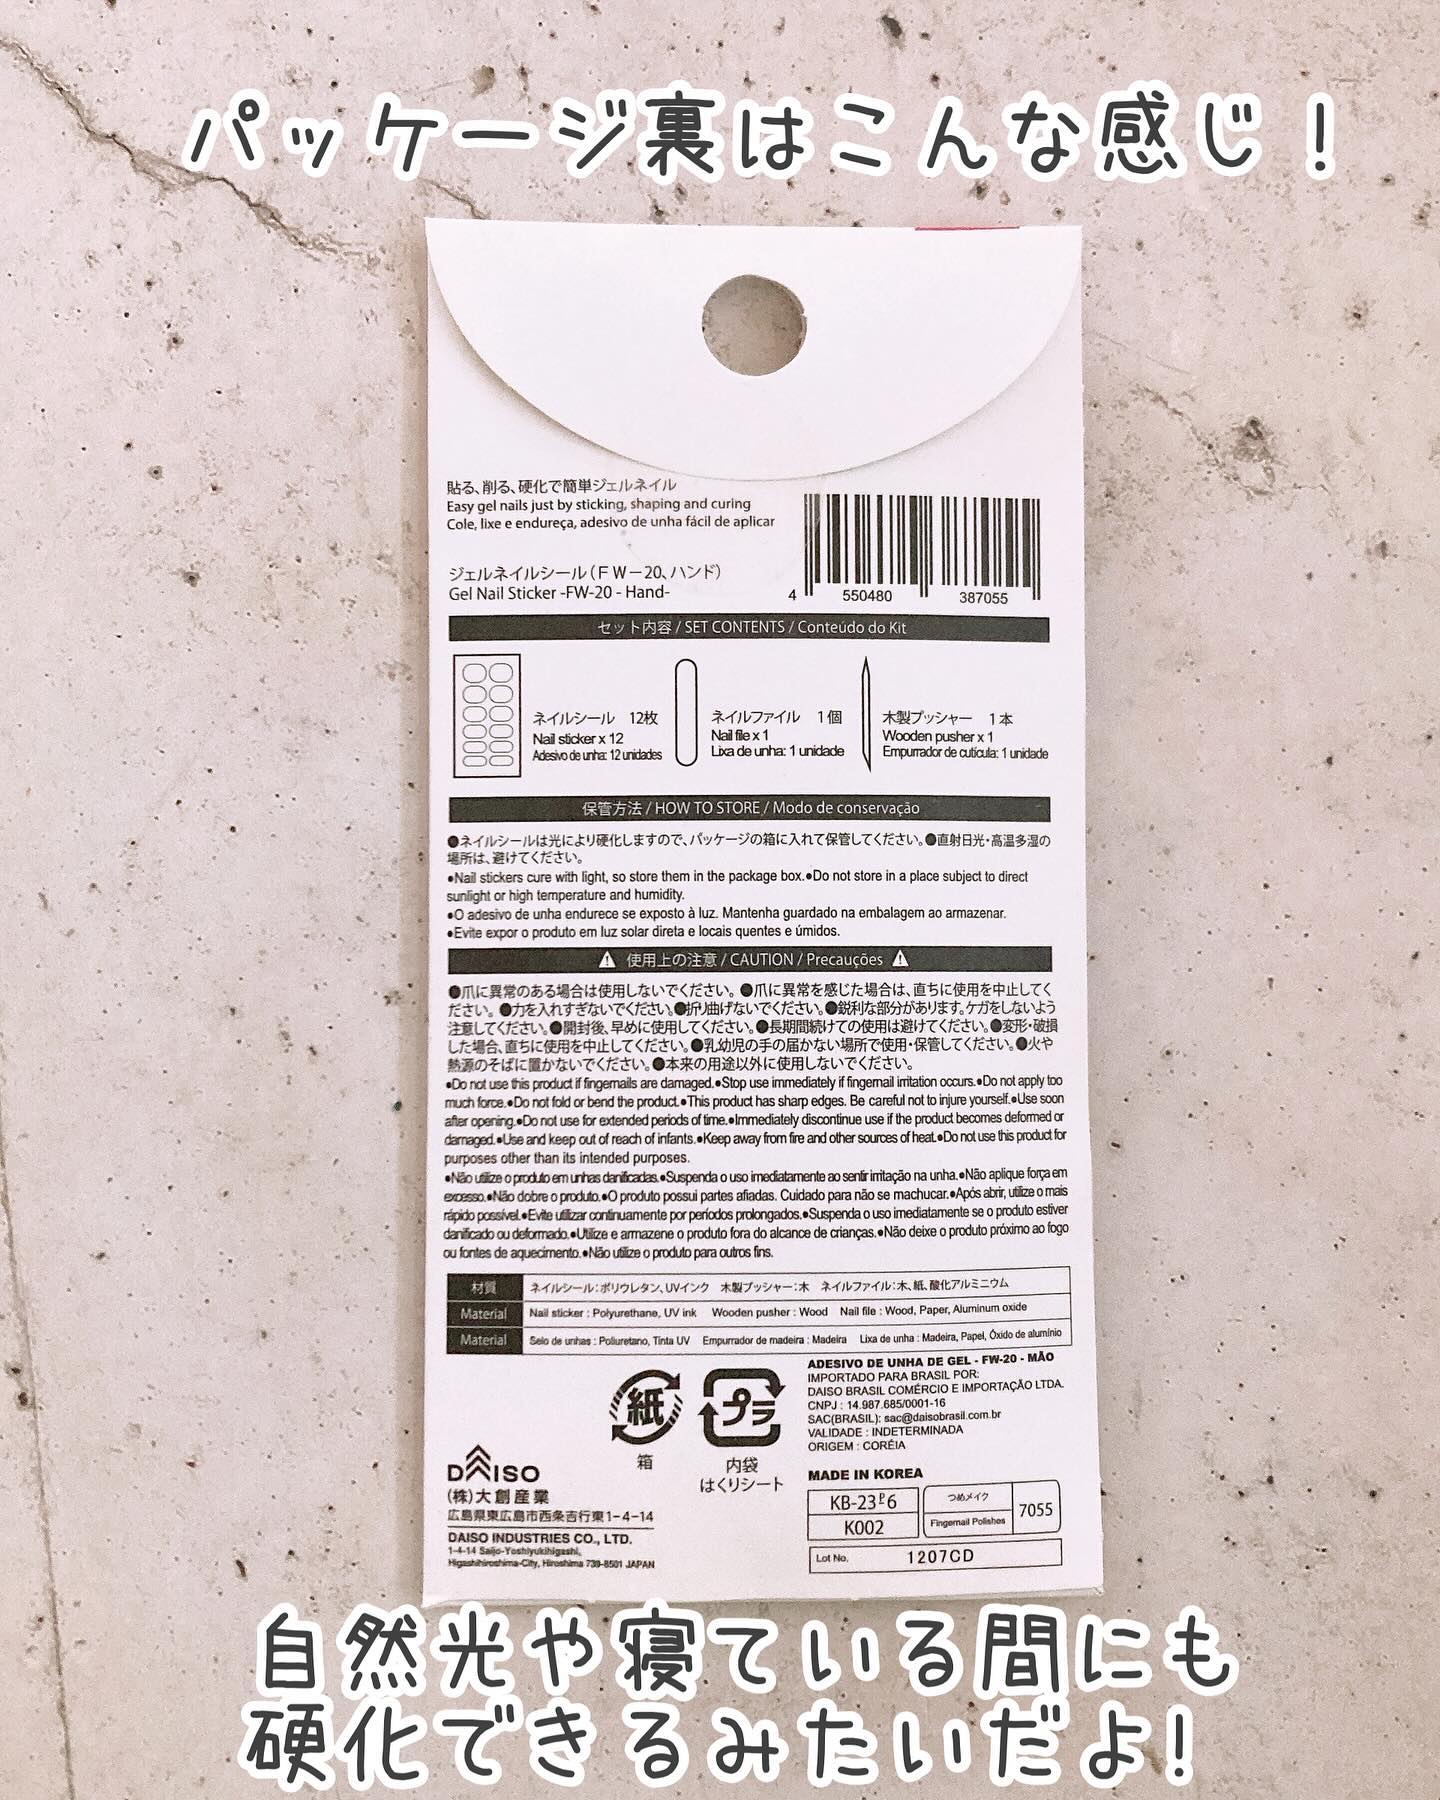 パッケージ裏はこんな感じ！
貼る、削る、硬化で簡単ジェルネイル
Easy gel nails just by sticking, shaping and curing
Cole, lixe e endureça, adesivo de unha fácil de aplicar
ジェルネイルシール（ＦＷ－20、ハンド）
Gel Nail Sticker -FW-20 - Hand-
4 550480 387055
セット内容 / SET CONTENTS / Conteúdo do Kit
ネイルシール　12枚
Nail sticker x 12
Adesivo de unha: 12 unidades
ネイルファイル　1個
Nail file x 1
Lixa de unha: 1 unidade
木製プッシャー　1本
Wooden pusher x 1
Empurrador de cutícula: 1 unidade
保管方法 / HOW TO STORE / Modo de conservação
●ネイルシールは光により硬化しますので、パッケージの箱に入れて保管してください。●直射日光・高温多湿の
場所は、避けてください。
●Nail stickers cure with light, so store them in the package box.●Do not store in a place subject to direct
sunlight or high temperature and humidity.
●O adesivo de unha endurece se exposto à luz. Mantenha guardado na embalagem ao armazenar.
●Evite expor o produto em luz solar direta e locais quentes e úmidos.
⚠ 使用上の注意 / CAUTION / Precauções ⚠
●爪に異常のある場合は使用しないでください。●爪に異常を感じた場合は、直ちに使用を中止してく
ださい。●力を入れすぎないでください。●折り曲げないでください。●鋭利な部分があります。ケガをしないよう
注意してください。●開封後、早めに使用してください。●長期間続けての使用は避けてください。●変形・破損
した場合、直ちに使用を中止してください。●乳幼児の手の届かない場所で使用・保管してください。●火や
熱源のそばに置かないでください。●本来の用途以外に使用しないでください。
●Do not use this product if fingernails are damaged.●Stop use immediately if fingernail irritation occurs.●Do not apply too
much force.●Do not fold or bend the product.●This product has sharp edges. Be careful not to injure yourself.●Use soon
after opening.●Do not use for extended periods of time.●Immediately discontinue use if the product becomes deformed or
damaged.●Use and keep out of reach of infants.●Keep away from fire and other sources of heat.●Do not use this product for
purposes other than its intended purposes.
●Não utilize o produto em unhas danificadas.●Suspenda o uso imediatamente ao sentir irritação na unha.●Não aplique força em
excesso.●Não dobre o produto.●O produto possui partes afiadas. Cuidado para não se machucar.●Após abrir, utilize o mais
rápido possível.●Evite utilizar continuamente por períodos prolongados.●Suspenda o uso imediatamente se o produto estiver
danificado ou deformado.●Utilize e armazene o produto fora do alcance de crianças.●Não deixe o produto próximo ao fogo
ou fontes de aquecimento.●Não utilize o produto para outros fins.
材質 ネイルシール：ポリウレタン、UVインク　木製プッシャー：木　ネイルファイル：木、紙、酸化アルミニウム
Material Nail sticker : Polyurethane, UV ink Wooden pusher : Wood Nail file : Wood, Paper, Aluminum oxide
Material Selo de unhas : Poliuretano, Tinta UV Empurrador de madeira : Madeira Lixa de unha : Madeira, Papel, Óxido de alumínio
紙
箱
プラ
内袋
はくりシート
ADESIVO DE UNHA DE GEL - FW-20 - MÃO
IMPORTADO PARA BRASIL POR:
DAISO BRASIL COMÉRCIO E IMPORTAÇÃO LTDA.
CNPJ : 14.987.685/0001-16
SAC(BRASIL): sac@daisobrasil.com.br
VALIDADE : INDETERMINADA
ORIGEM : CORÉIA
DAISO
(株)大創産業
広島県東広島市西条吉行東1-4-14
DAISO INDUSTRIES CO., LTD.
1-4-14 Saijo-Yoshiyukihigashi,
Higashihiroshima-City, Hiroshima 739-8501 JAPAN
MADE IN KOREA
KB-23P6
K002
つめメイク
Fingernail Polishes
7055
Lot No. 1207CD
自然光や寝ている間にも
硬化できるみたいだよ！